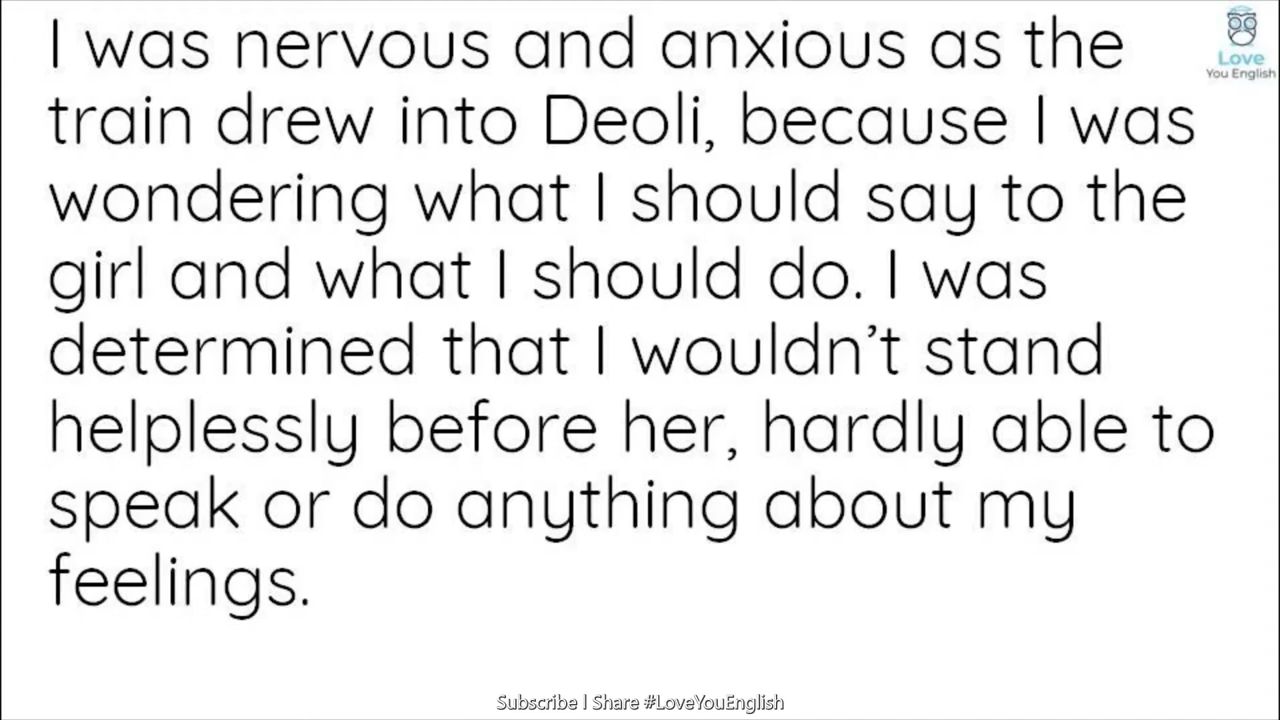 I was nervous and anxious as the
train drew into Deoli, because I was
wondering what I should say to the
girl and what I should do. I was
determined that I wouldn’t stand
helplessly before her, hardly able to
speak or do anything about my
feelings.
Love
You English
Subscribe l Share #LoveYouEnglish